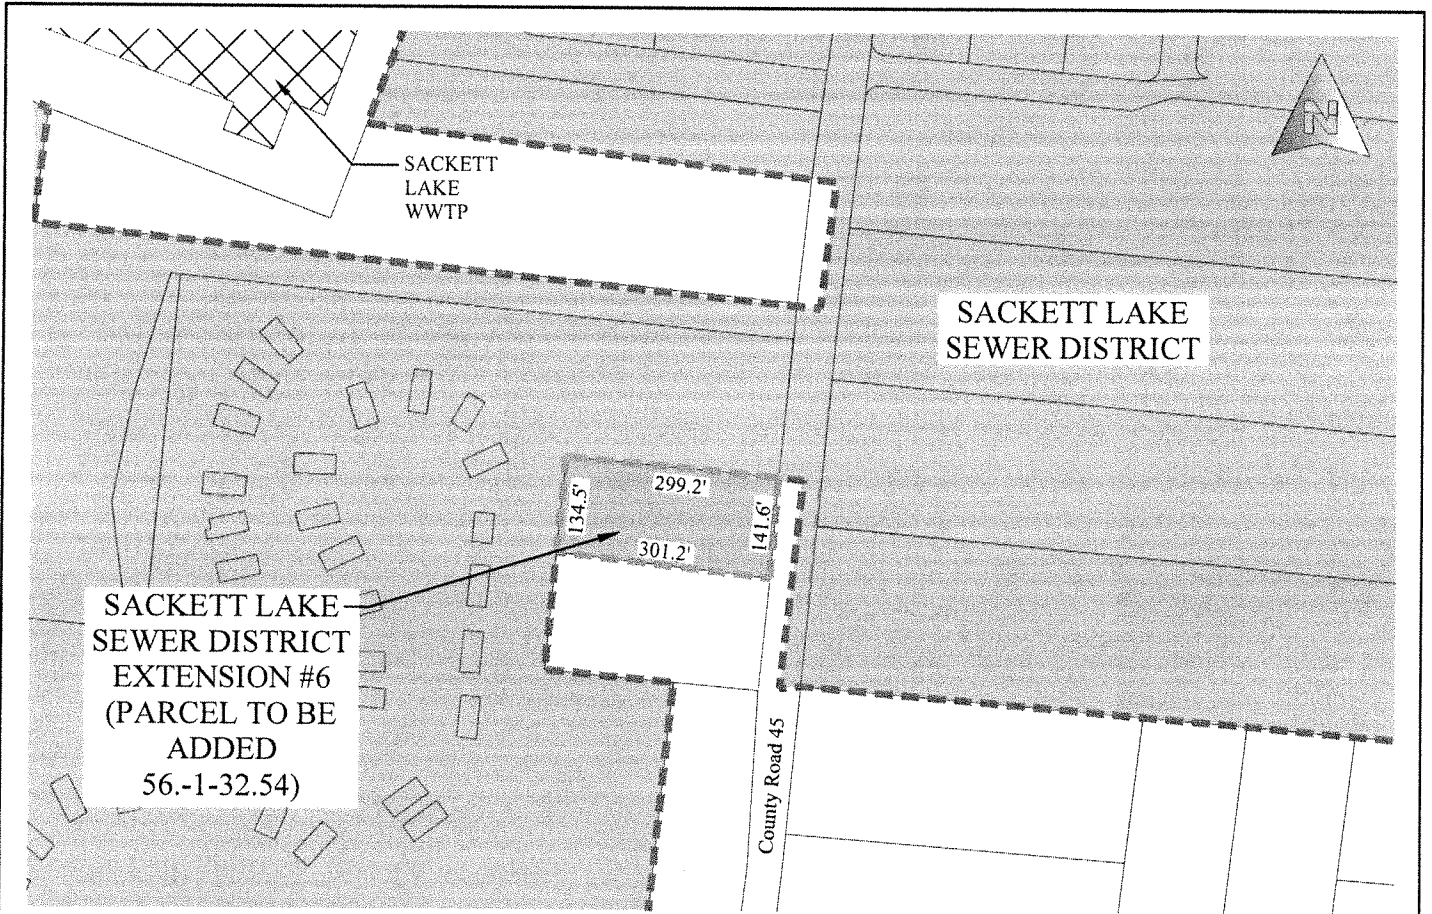 N
SACKETT
LAKE
WWTP
SACKETT LAKE
SEWER DISTRICT
299.2'
134.5'
141.6'
301.2'
SACKETT LAKE
SEWER DISTRICT
EXTENSION #6
(PARCEL TO BE
ADDED
56.-1-32.54)
County Road 45